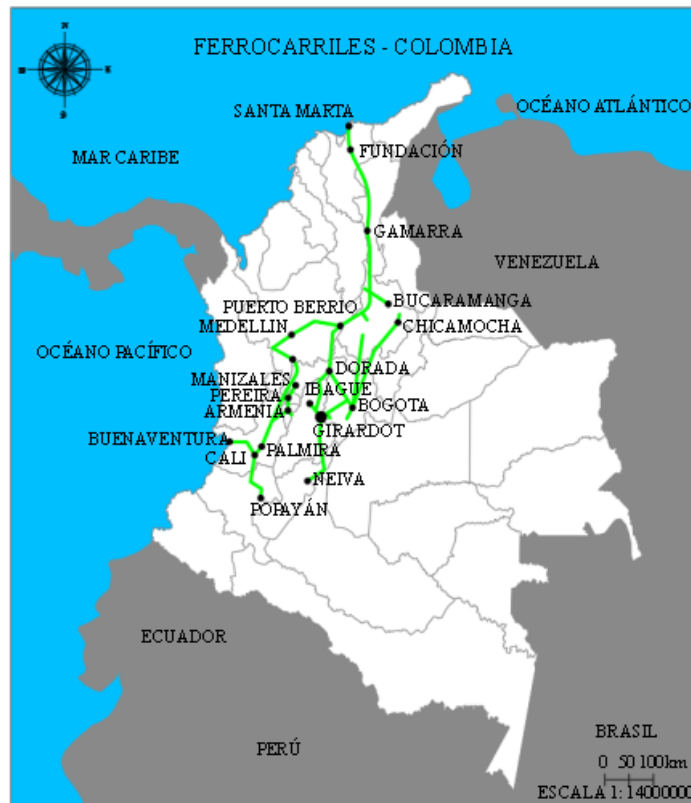 FERROCARRILES - COLOMBIA
N
E
SANTA MARTA
OCÉANO ATLÁNTICO
MAR CARIBE
FUNDACIÓN
GAMARRA
VENEZUELA
BUCARAMANGA
PUERTO BERRIO
MEDELLIN
CHICAMOCHA
OCÉANO PACÍFICO
DORADA
MANIZALES
IBAGUE
PEREIRA
BOGOTA
ARMENIA
GIRARDOT
BUENAVENTURA
PALMIRA
CALI
NEIVA
POPAYÁN
ECUADOR
BRASIL
PERÚ
0 50 100km
ESCALA 1: 14000000